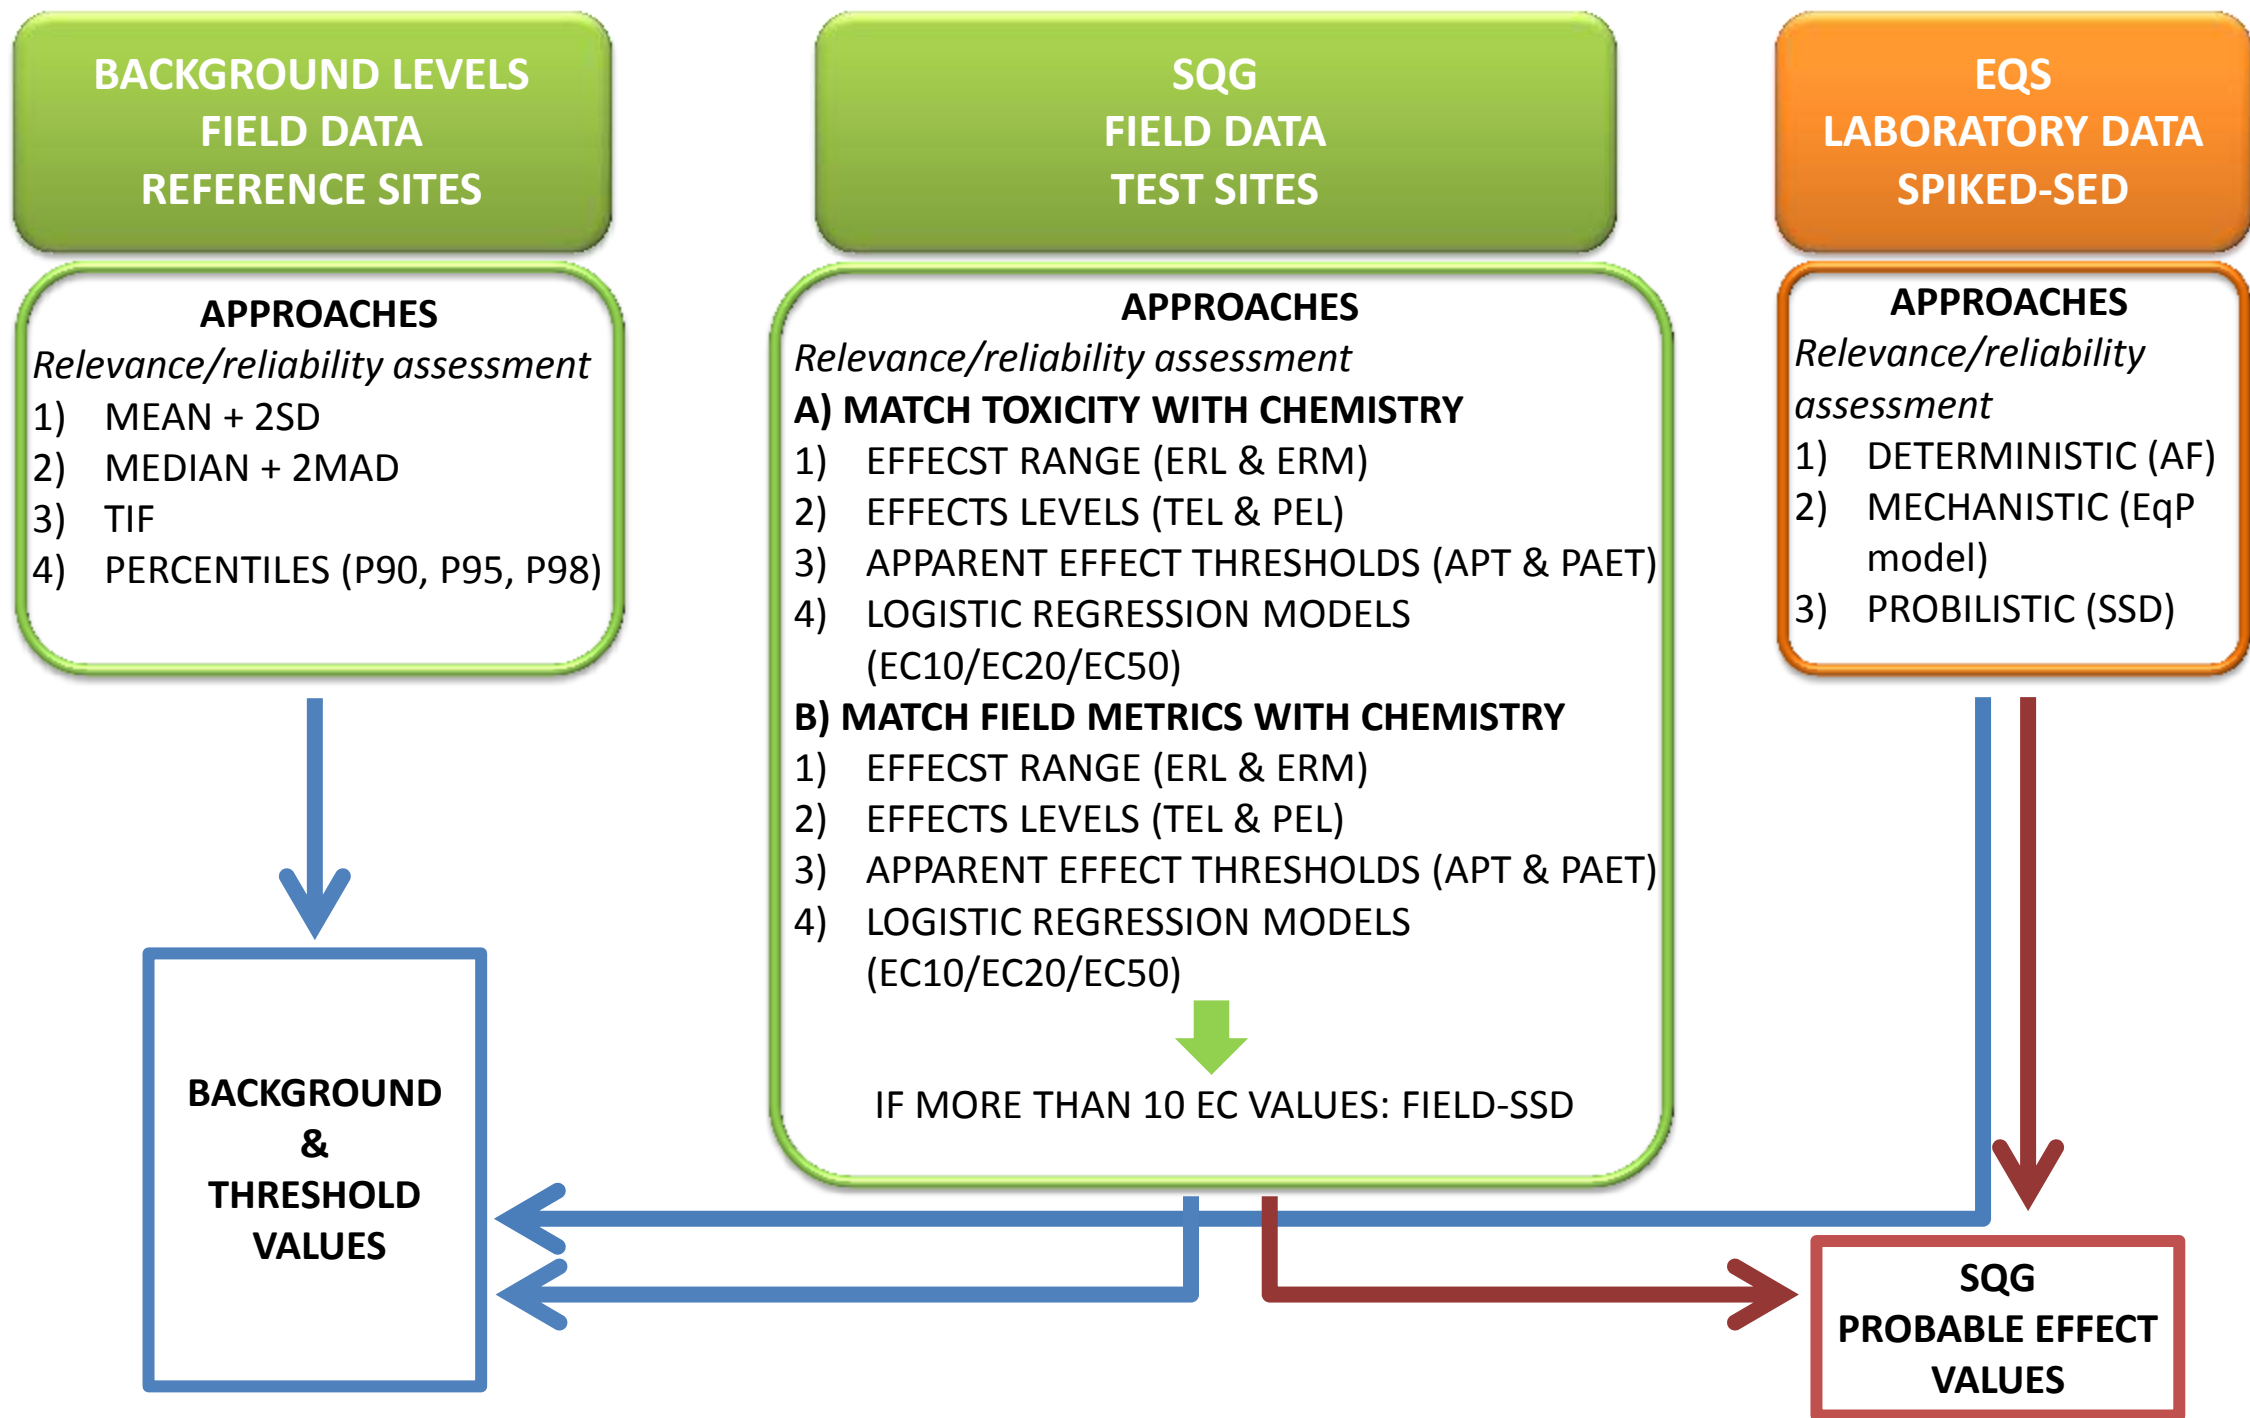 BACKGROUND LEVELS
FIELD DATA
REFERENCE SITES
APPROACHES
Relevance/reliability assessment
1) MEAN + 2SD
2) MEDIAN + 2MAD
3) TIF
4) PERCENTILES (P90, P95, P98)
BACKGROUND
&
THRESHOLD
VALUES
SQG
FIELD DATA
TEST SITES
APPROACHES
Relevance/reliability assessment
A) MATCH TOXICITY WITH CHEMISTRY
1) EFFECST RANGE (ERL & ERM)
2) EFFECTS LEVELS (TEL & PEL)
3) APPARENT EFFECT THRESHOLDS (APT & PAET)
4) LOGISTIC REGRESSION MODELS
(EC10/EC20/EC50)
B) MATCH FIELD METRICS WITH CHEMISTRY
1) EFFECST RANGE (ERL & ERM)
2) EFFECTS LEVELS (TEL & PEL)
3) APPARENT EFFECT THRESHOLDS (APT & PAET)
4) LOGISTIC REGRESSION MODELS
(EC10/EC20/EC50)
IF MORE THAN 10 EC VALUES: FIELD-SSD
EQS
LABORATORY DATA
SPIKED-SED
APPROACHES
Relevance/reliability
assessment
1) DETERMINISTIC (AF)
2) MECHANISTIC (EqP
model)
3) PROBILISTIC (SSD)
SQG
PROBABLE EFFECT
VALUES